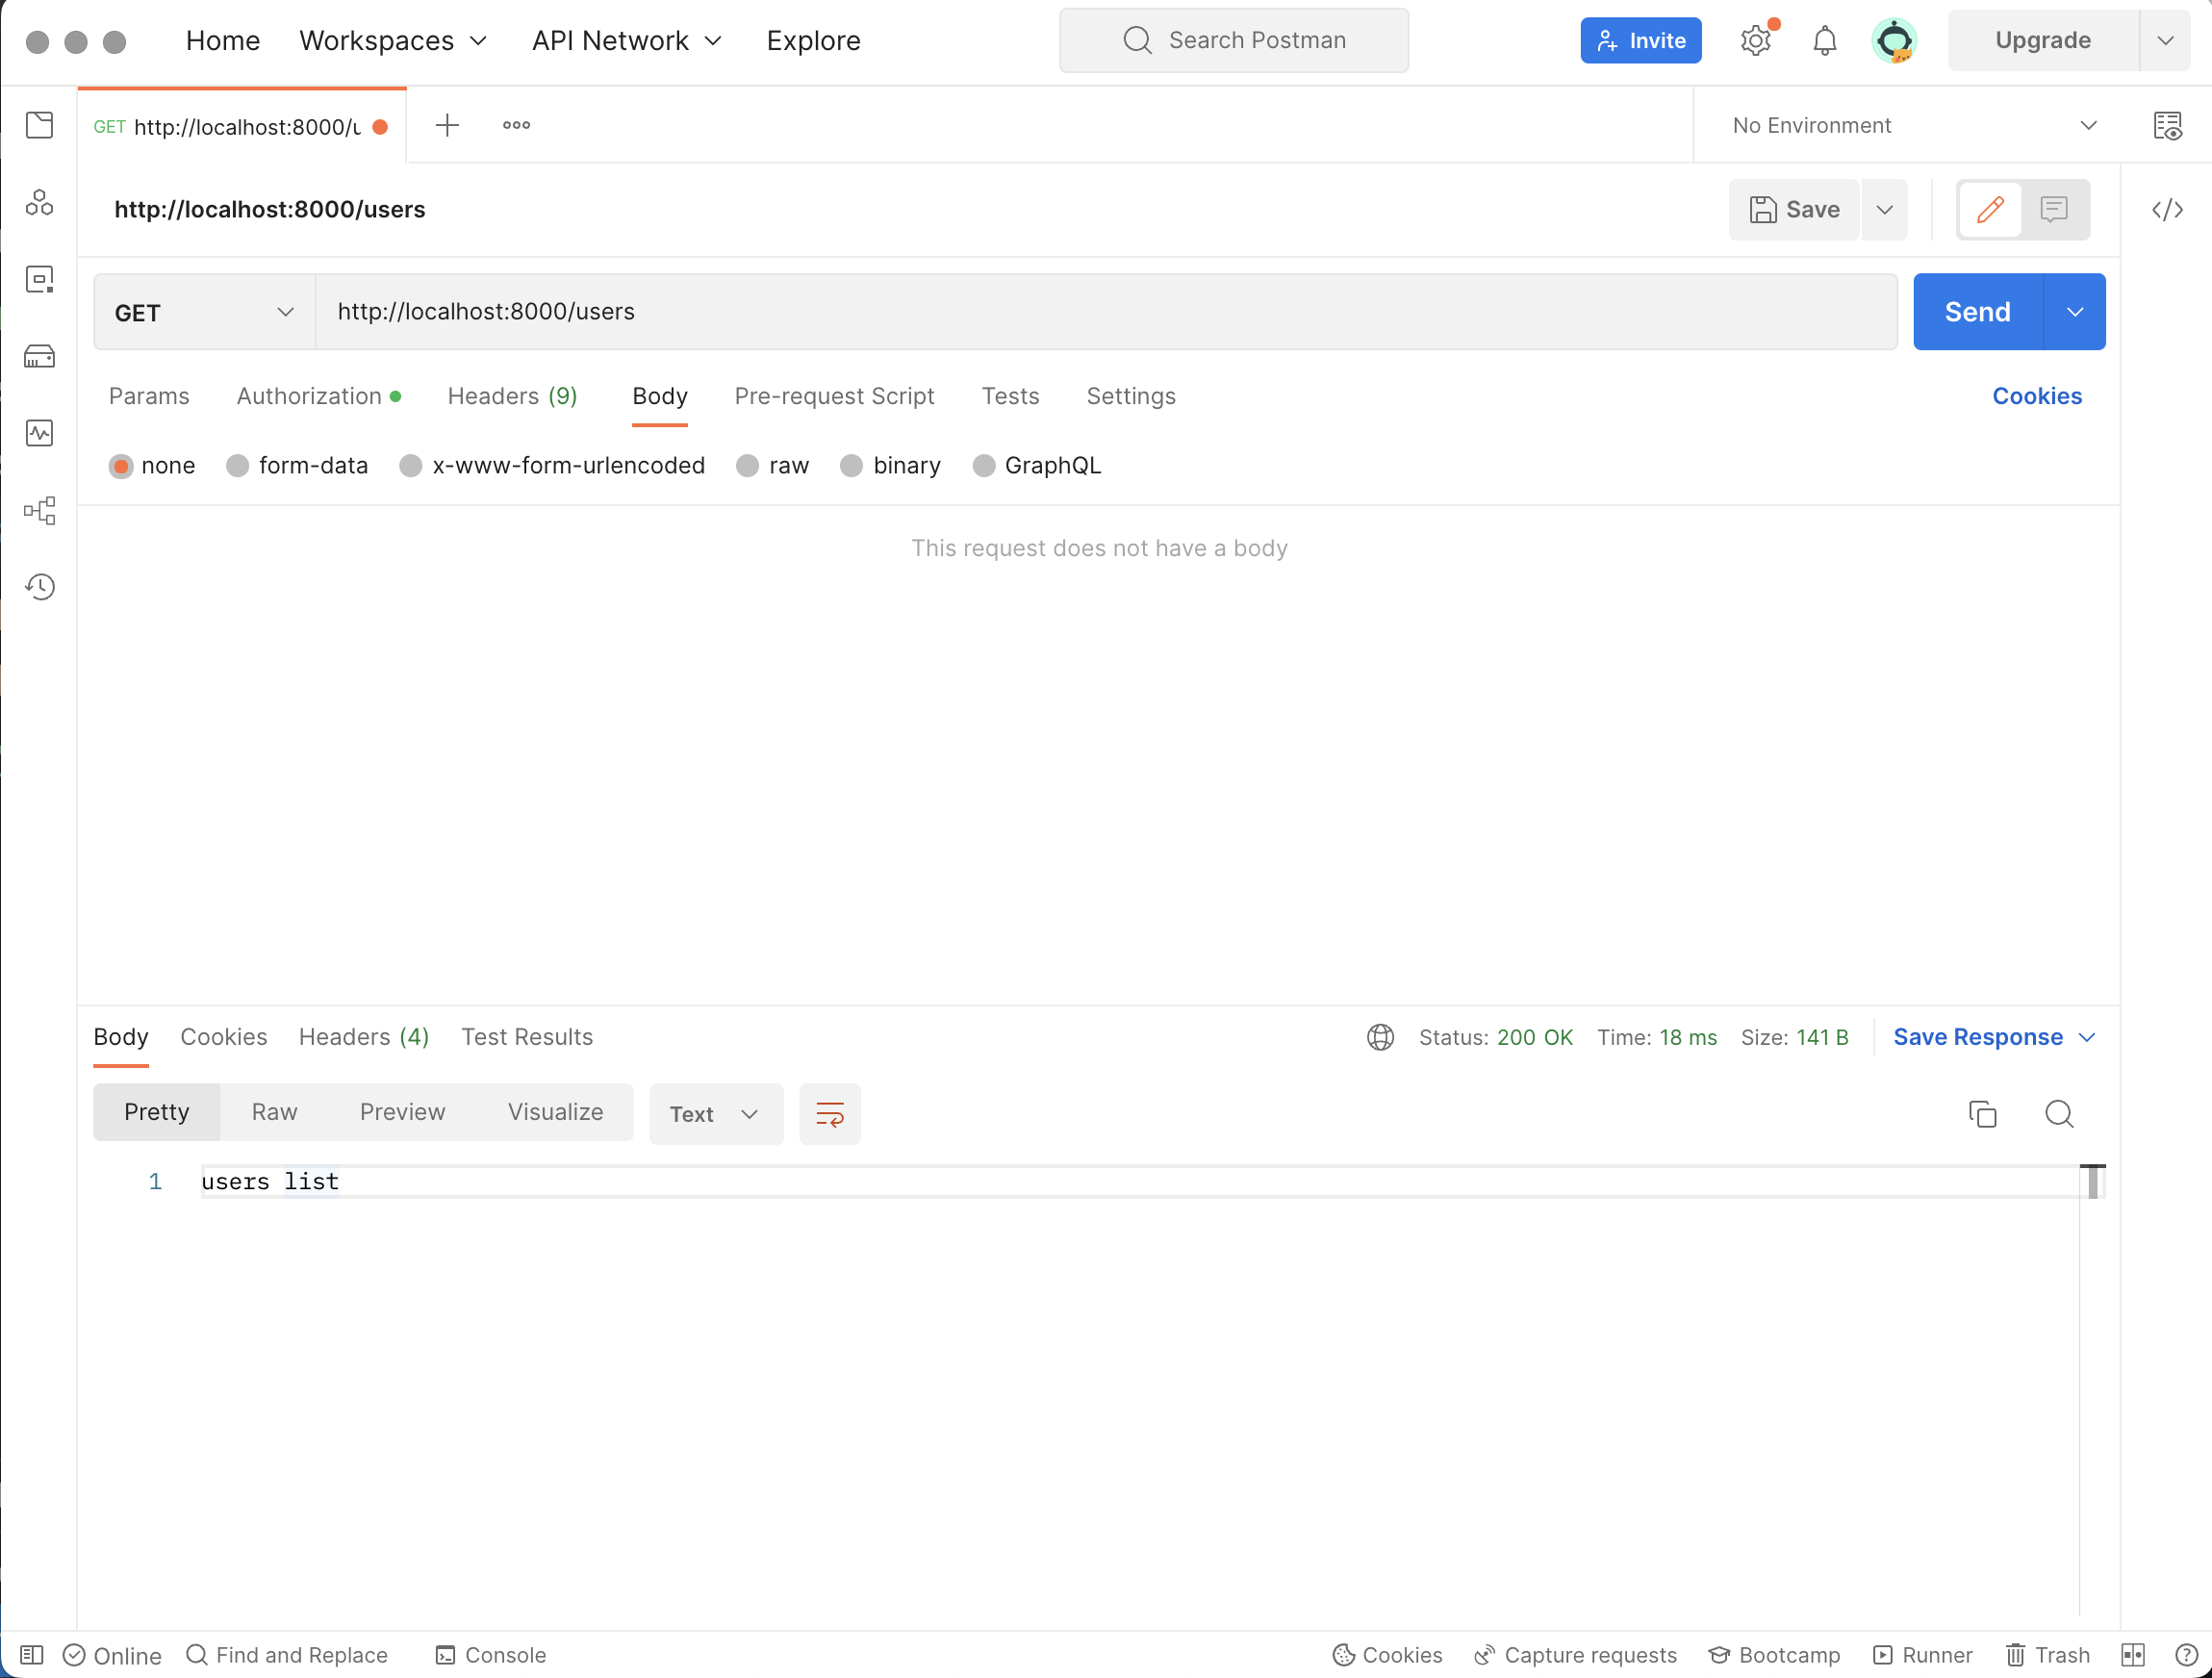 Home Workspaces API Network Explore Search Postman Invite Upgrade
GET http://localhost:8000/u No Environment
http://localhost:8000/users Save
GET http://localhost:8000/users Send
Params Authorization Headers (9) Body Pre-request Script Tests Settings Cookies
none form-data x-www-form-urlencoded raw binary GraphQL
This request does not have a body
Body Cookies Headers (4) Test Results Status: 200 OK Time: 18 ms Size: 141 B Save Response
Pretty Raw Preview Visualize Text
1 users list
Online Find and Replace Console Cookies Capture requests Bootcamp Runner Trash